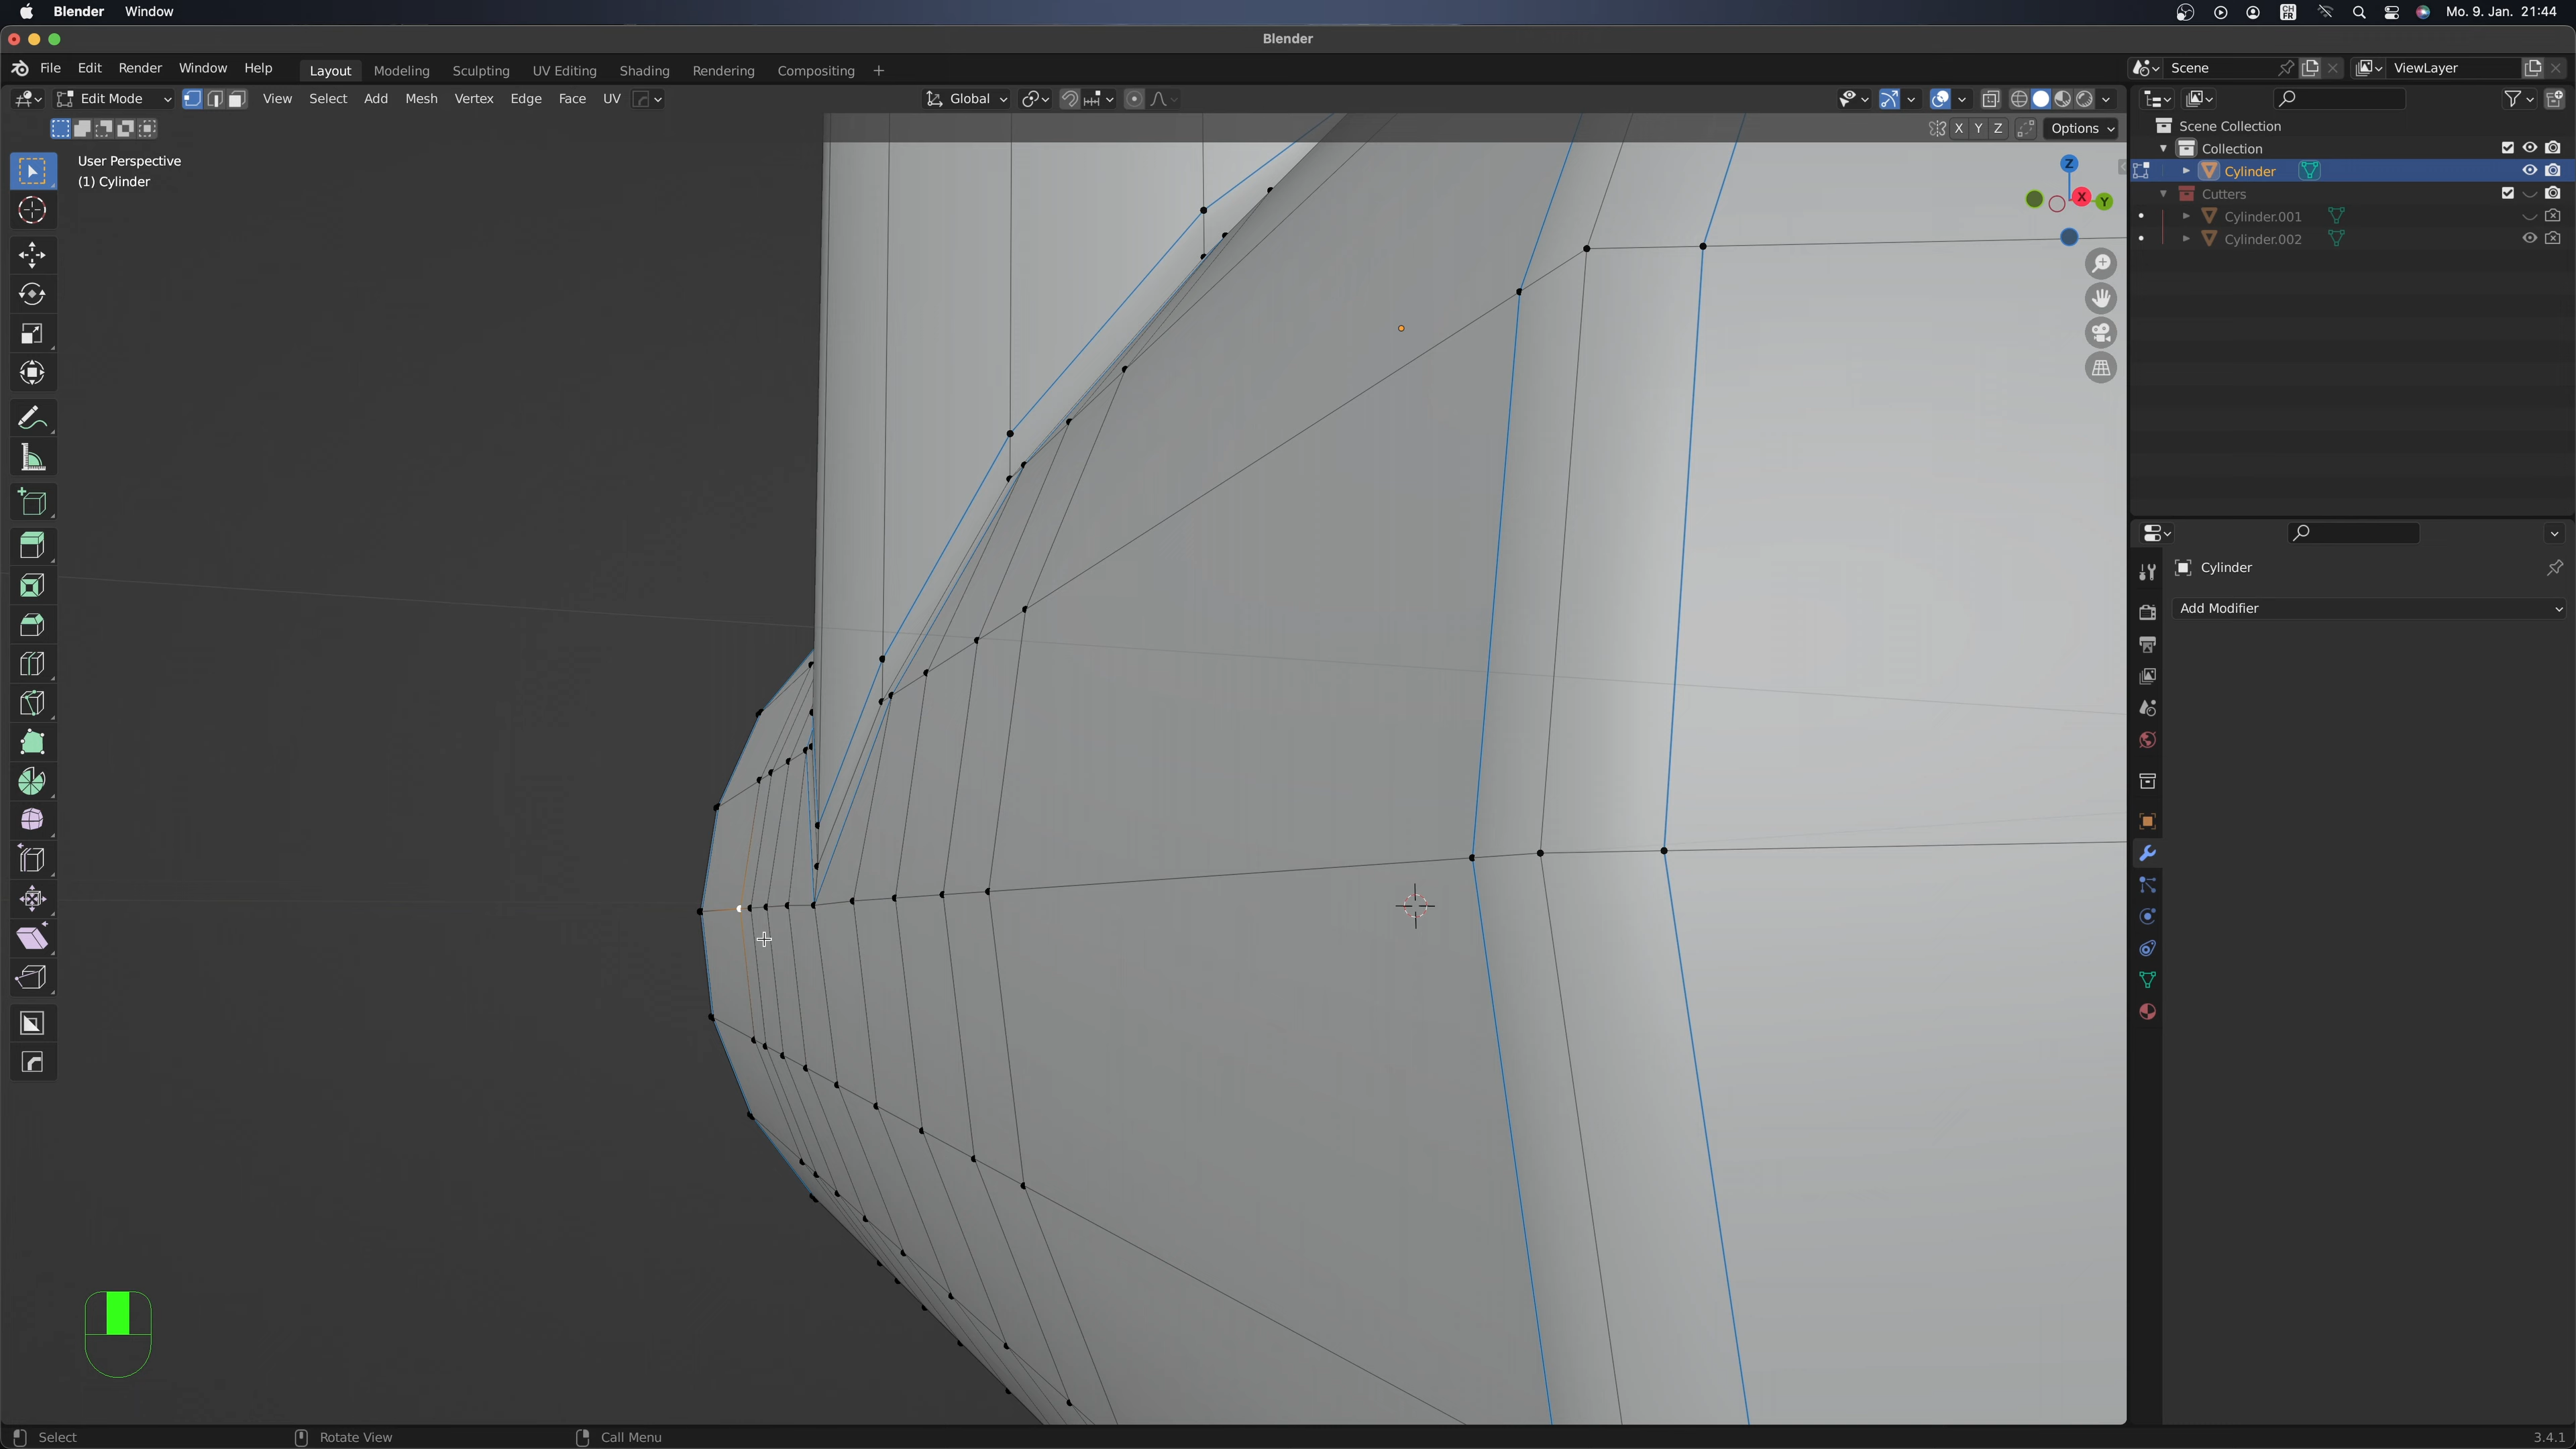 Blender Window CH FR Mo. 9. Jan. 21:44
Blender
File Edit Render Window Help Layout Modeling Sculpting UV Editing Shading Rendering Compositing + Scene ViewLayer
Edit Mode View Select Add Mesh Vertex Edge Face UV Global
X Y Z Options
User Perspective
(1) Cylinder
Z
X
Y
Scene Collection
Collection
Cylinder
Cutters
Cylinder.001
Cylinder.002
Cylinder
Add Modifier
Select Rotate View Call Menu 3.4.1